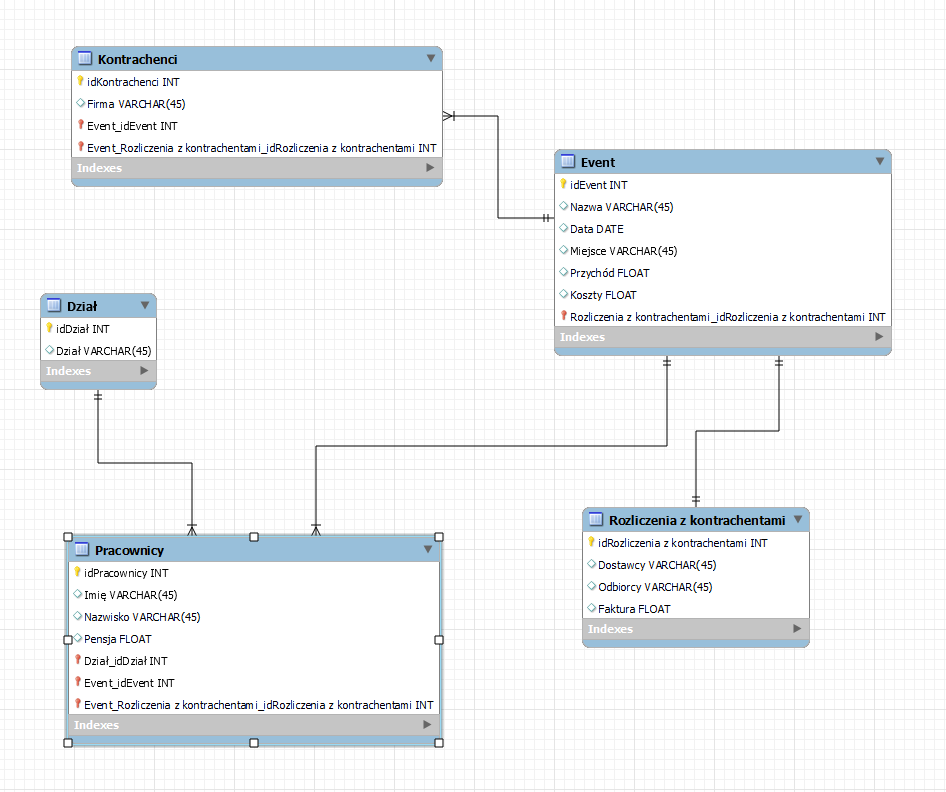 Kontrachenci
idKontrachenci INT
Firma VARCHAR(45)
Event_idEvent INT
Event_Rozliczenia z kontrachentami_idRozliczenia z kontrachentami INT
Indexes
Event
idEvent INT
Nazwa VARCHAR(45)
Data DATE
Miejsce VARCHAR(45)
Przychód FLOAT
Koszty FLOAT
Rozliczenia z kontrachentami_idRozliczenia z kontrachentami INT
Indexes
Dział
idDział INT
Dział VARCHAR(45)
Indexes
Pracownicy
idPracownicy INT
Imię VARCHAR(45)
Nazwisko VARCHAR(45)
Pensja FLOAT
Dział_idDział INT
Event_idEvent INT
Event_Rozliczenia z kontrachentami_idRozliczenia z kontrachentami INT
Indexes
Rozliczenia z kontrachentami
idRozliczenia z kontrachentami INT
Dostawcy VARCHAR(45)
Odbiorcy VARCHAR(45)
Faktura FLOAT
Indexes